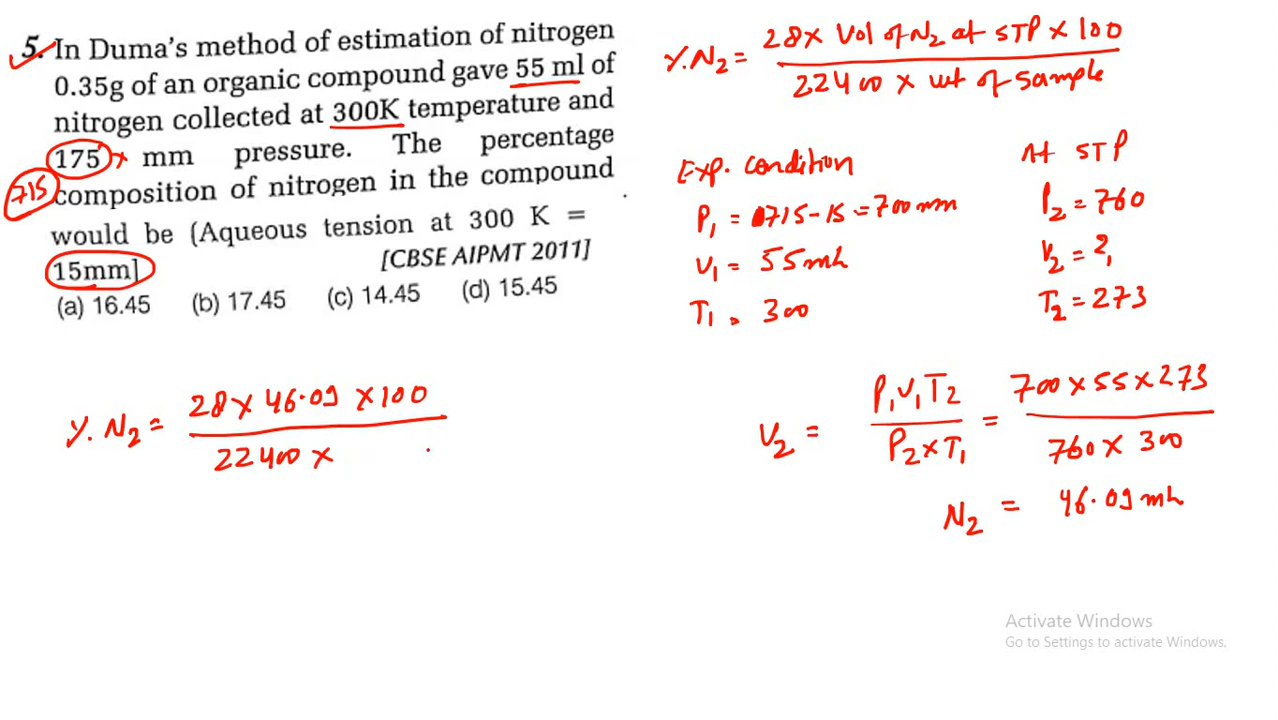 5. In Duma's method of estimation of nitrogen
0.35g of an organic compound gave 55 ml of
nitrogen collected at 300K temperature and
175 x mm pressure. The percentage
715
composition of nitrogen in the compound
would be (Aqueous tension at 300 K =
15mm]
[CBSE AIPMT 2011]
(a) 16.45 (b) 17.45 (c) 14.45 (d) 15.45
Y. N2 = 28 x 46.09 x 100
22400 x
Y. N2 = 28 x Vol of N2 at STP x 100
22400 x wt of sample
Exp. condition
P1 = 715 - 15 = 700 mm
V1 = 55 mL
T1 = 300
At STP
P2 = 760
V2 = ?
T2 = 273
V2 = P1V1T2 = 700 x 55 x 273
P2 x T1 760 x 300
N2 = 46.09 mL
Activate Windows
Go to Settings to activate Windows.